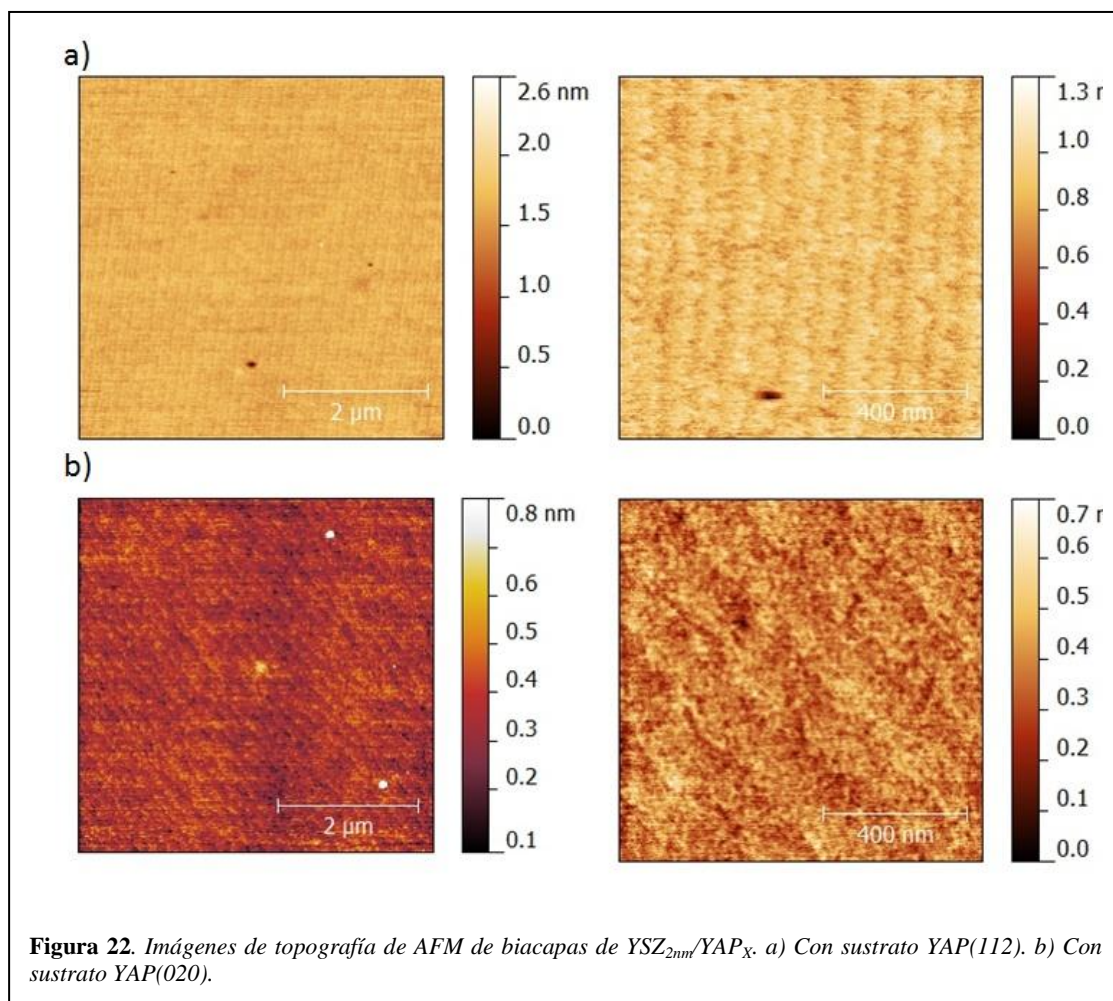 a)
2.6 nm
2.0
1.5
1.0
0.5
0.0
2 µm
1.3 r
1.0
0.8
0.6
0.4
0.2
0.0
400 nm
b)
0.8 nm
0.6
0.5
0.4
0.3
0.2
0.1
2 µm
0.7 r
0.6
0.5
0.4
0.3
0.2
0.1
0.0
400 nm
Figura 22. Imágenes de topografía de AFM de biacapas de YSZ2nm/YAPX. a) Con sustrato YAP(112). b) Con
sustrato YAP(020).